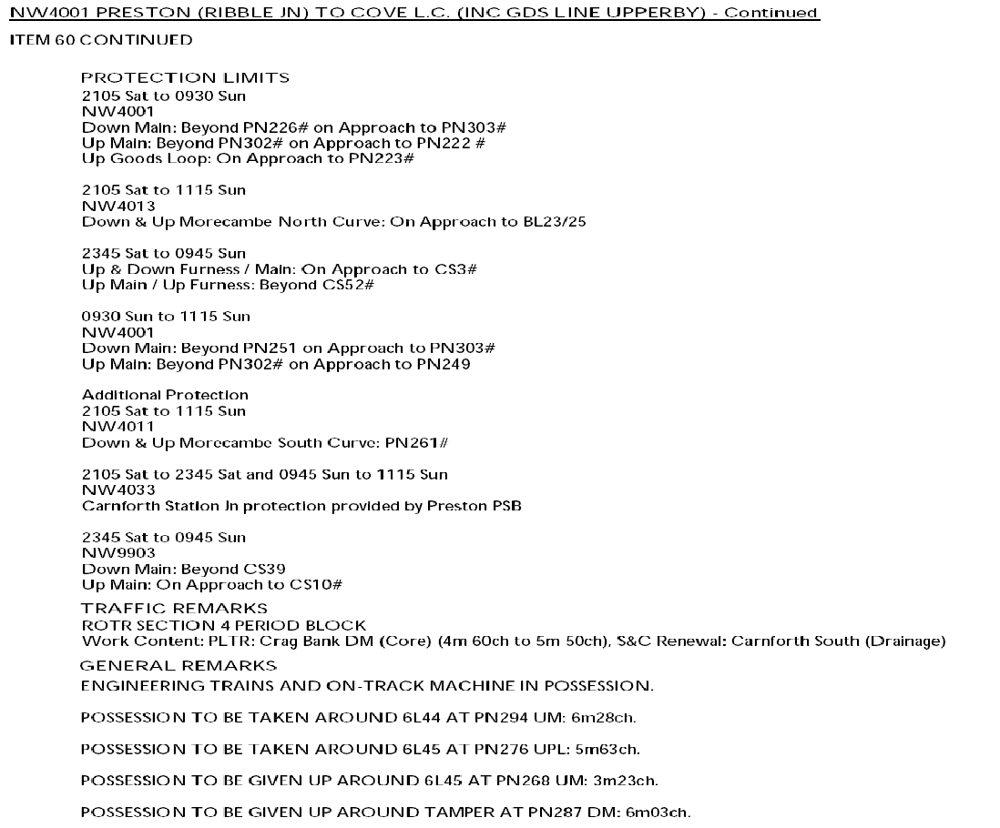 NW4001 PRESTON (RIBBLE JN) TO COVE L.C. (INC GDS LINE UPPERBY) - Continued
ITEM 60 CONTINUED
PROTECTION LIMITS
2105 Sat to 0930 Sun
NW4001
Down Main: Beyond PN226# on Approach to PN303#
Up Main: Beyond PN302# on Approach to PN222 #
Up Goods Loop: On Approach to PN223#
2105 Sat to 1115 Sun
NW4013
Down & Up Morecambe North Curve: On Approach to BL23/25
2345 Sat to 0945 Sun
Up & Down Furness / Main: On Approach to CS3#
Up Main / Up Furness: Beyond CS52#
0930 Sun to 1115 Sun
NW4001
Down Main: Beyond PN251 on Approach to PN303#
Up Main: Beyond PN302# on Approach to PN249
Additional Protection
2105 Sat to 1115 Sun
NW4011
Down & Up Morecambe South Curve: PN261#
2105 Sat to 2345 Sat and 0945 Sun to 1115 Sun
NW4033
Carnforth Station Jn protection provided by Preston PSB
2345 Sat to 0945 Sun
NW9903
Down Main: Beyond CS39
Up Main: On Approach to CS10#
TRAFFIC REMARKS
ROTR SECTION 4 PERIOD BLOCK
Work Content: PLTR: Crag Bank DM (Core) (4m 60ch to 5m 50ch), S&C Renewal: Carnforth South (Drainage)
GENERAL REMARKS
ENGINEERING TRAINS AND ON-TRACK MACHINE IN POSSESSION.
POSSESSION TO BE TAKEN AROUND 6L44 AT PN294 UM: 6m28ch.
POSSESSION TO BE TAKEN AROUND 6L45 AT PN276 UPL: 5m63ch.
POSSESSION TO BE GIVEN UP AROUND 6L45 AT PN268 UM: 3m23ch.
POSSESSION TO BE GIVEN UP AROUND TAMPER AT PN287 DM: 6m03ch.